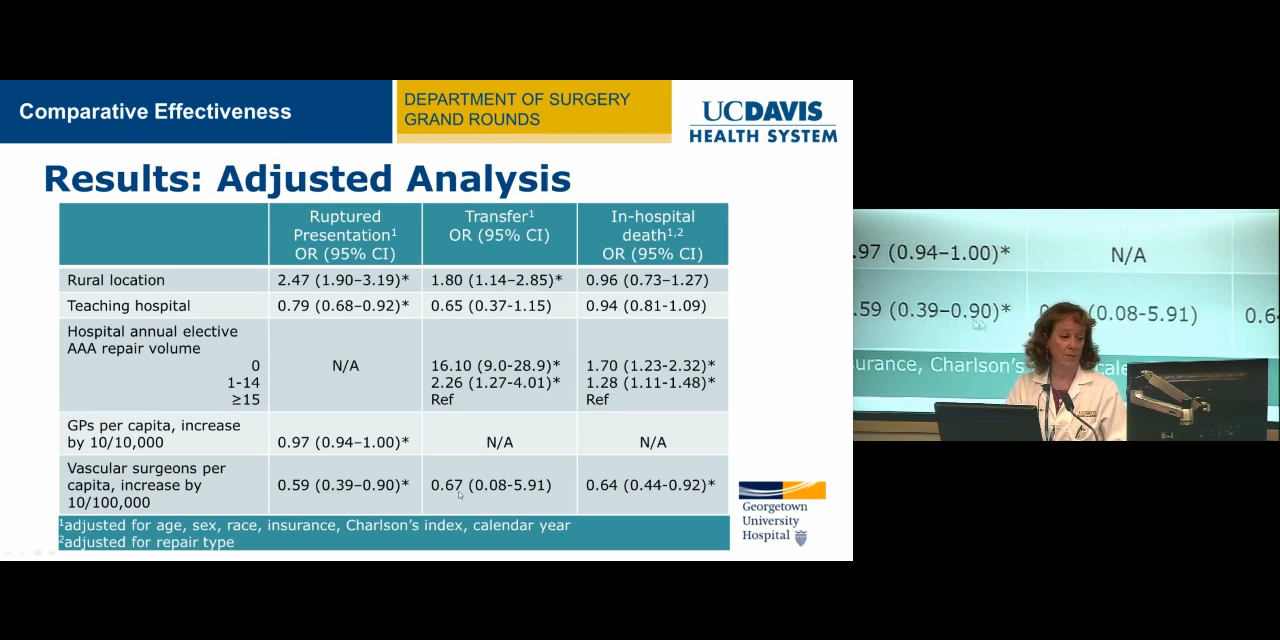 Comparative Effectiveness
DEPARTMENT OF SURGERY
GRAND ROUNDS
UCDAVIS
HEALTH SYSTEM
Results: Adjusted Analysis
Ruptured
Presentation¹
OR (95% CI)
Transfer¹
OR (95% CI)
In-hospital
death¹,²
OR (95% CI)
Rural location 2.47 (1.90–3.19)* 1.80 (1.14–2.85)* 0.96 (0.73–1.27)
Teaching hospital 0.79 (0.68–0.92)* 0.65 (0.37-1.15) 0.94 (0.81-1.09)
Hospital annual elective
AAA repair volume
0 N/A 16.10 (9.0-28.9)* 1.70 (1.23-2.32)*
1-14 2.26 (1.27-4.01)* 1.28 (1.11-1.48)*
≥15 Ref Ref
GPs per capita, increase
by 10/10,000 0.97 (0.94–1.00)* N/A N/A
Vascular surgeons per
capita, increase by 0.59 (0.39–0.90)* 0.67 (0.08-5.91) 0.64 (0.44-0.92)*
10/100,000
¹adjusted for age, sex, race, insurance, Charlson's index, calendar year
²adjusted for repair type
Georgetown
University
Hospital
.97 (0.94–1.00)* N/A
.59 (0.39–0.90)* (0.08-5.91) 0.6
urance, Charlson's